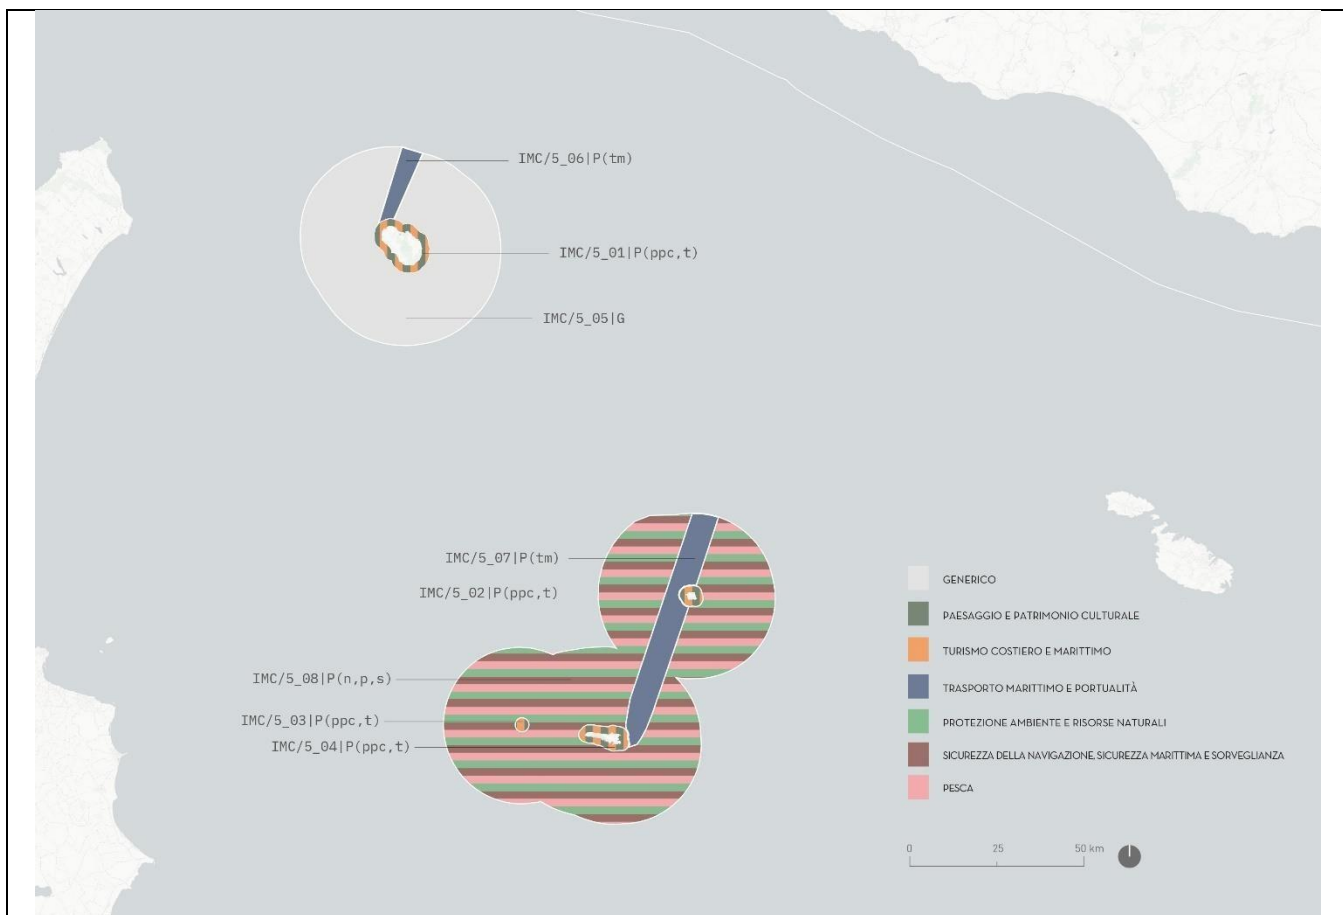 IMC/5_06|P(tm)
IMC/5_01|P(ppc,t)
IMC/5_05|G
IMC/5_07|P(tm)
IMC/5_02|P(ppc,t)
IMC/5_08|P(n,p,s)
IMC/5_03|P(ppc,t)
IMC/5_04|P(ppc,t)
GENERICO
PAESAGGIO E PATRIMONIO CULTURALE
TURISMO COSTIERO E MARITTIMO
TRASPORTO MARITTIMO E PORTUALITÀ
PROTEZIONE AMBIENTE E RISORSE NATURALI
SICUREZZA DELLA NAVIGAZIONE, SICUREZZA MARITTIMA E SORVEGLIANZA
PESCA
0 25 50 km